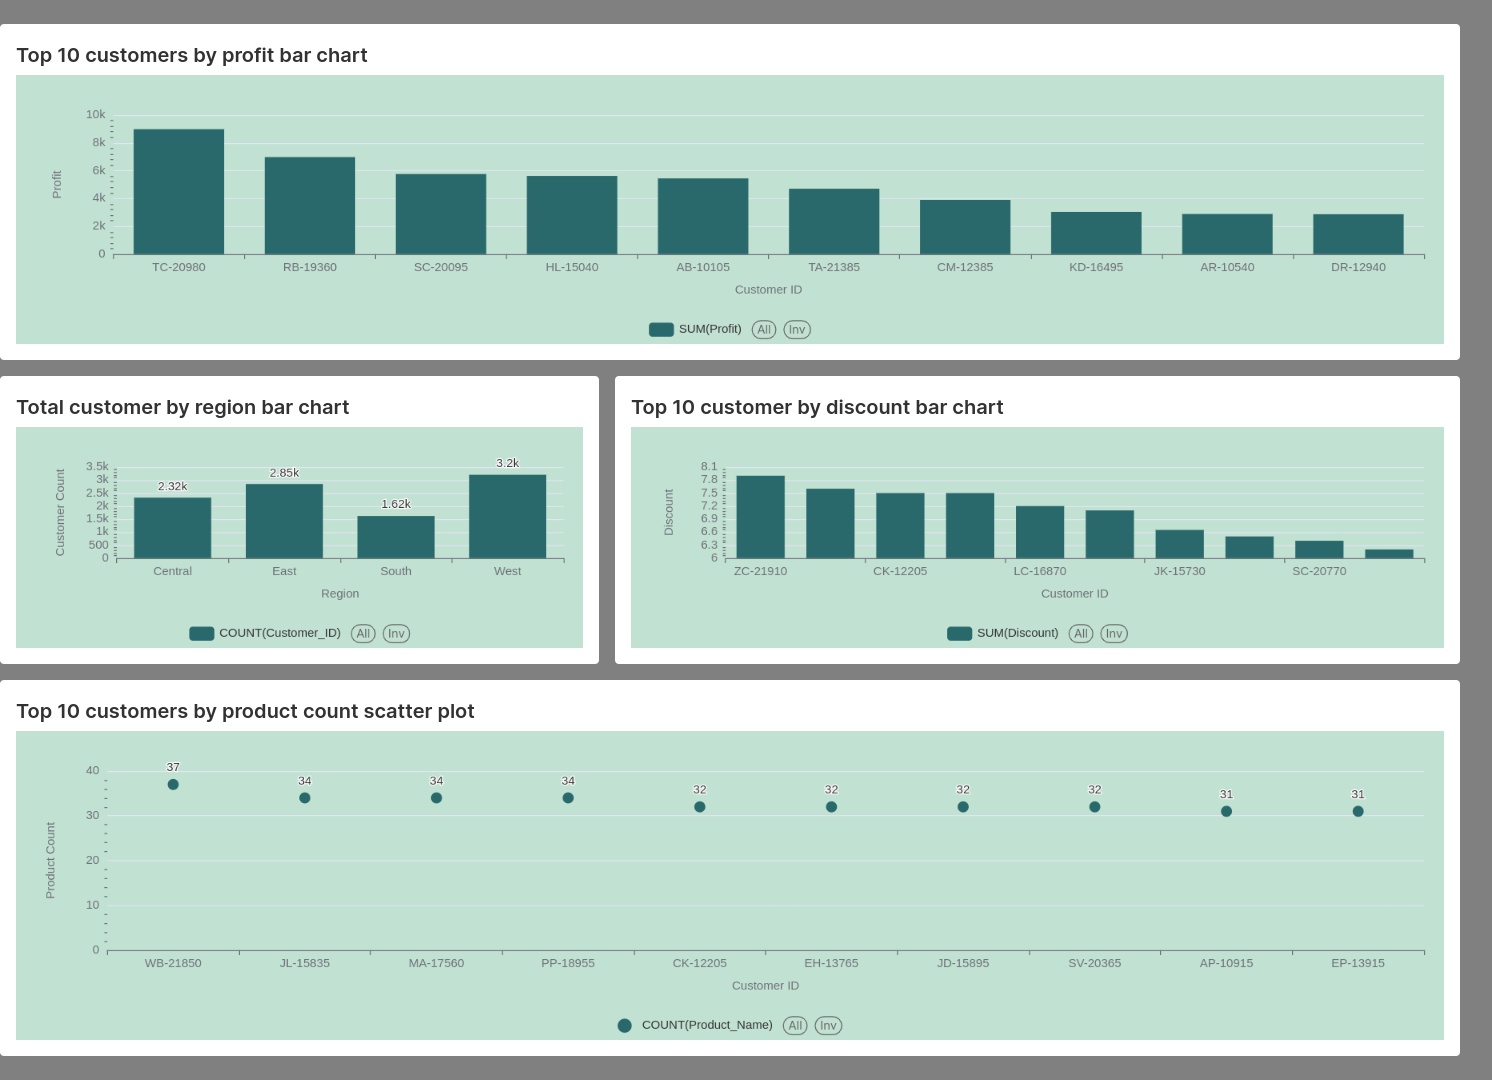 Top 10 customers by profit bar chart
10k
8k
6k
4k
2k
0
Profit
TC-20980 RB-19360 SC-20095 HL-15040 AB-10105 TA-21385 CM-12385 KD-16495 AR-10540 DR-12940
Customer ID
SUM(Profit) All Inv
Total customer by region bar chart
3.5k
3k
2.5k
2k
1.5k
1k
500
0
Customer Count
2.32k 2.85k 1.62k 3.2k
Central East South West
Region
COUNT(Customer_ID) All Inv
Top 10 customer by discount bar chart
8.1
7.8
7.5
7.2
6.9
6.6
6.3
6
Discount
ZC-21910 CK-12205 LC-16870 JK-15730 SC-20770
Customer ID
SUM(Discount) All Inv
Top 10 customers by product count scatter plot
40
30
20
10
0
Product Count
37 34 34 34 32 32 32 32 31 31
WB-21850 JL-15835 MA-17560 PP-18955 CK-12205 EH-13765 JD-15895 SV-20365 AP-10915 EP-13915
Customer ID
COUNT(Product_Name) All Inv